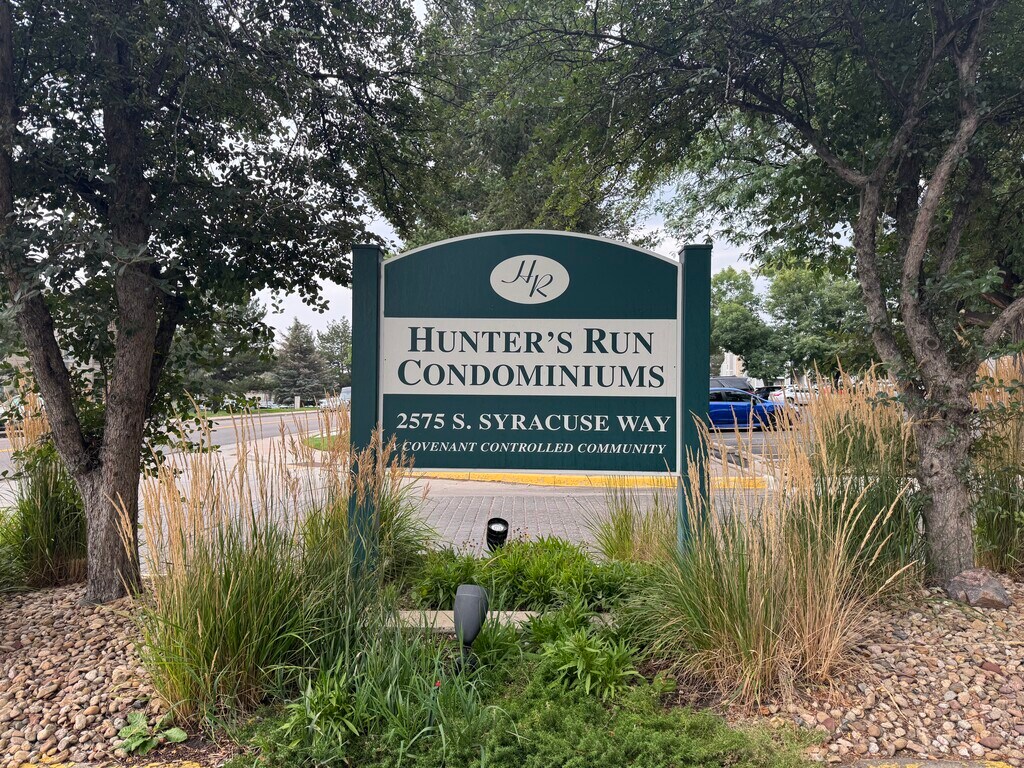 HR
HUNTER'S RUN
CONDOMINIUMS
2575 S. SYRACUSE WAY
A COVENANT CONTROLLED COMMUNITY